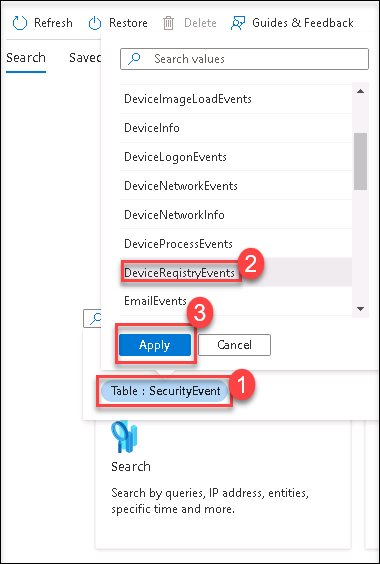 Refresh Restore Delete Guides & Feedback
Search Saved
Search values
DeviceImageLoadEvents
DeviceInfo
DeviceLogonEvents
DeviceNetworkEvents
DeviceNetworkInfo
DeviceProcessEvents
DeviceRegistryEvents 2
EmailEvents
3
Apply Cancel
Table : SecurityEvent 1
Search
Search by queries, IP address, entities,
specific time and more.